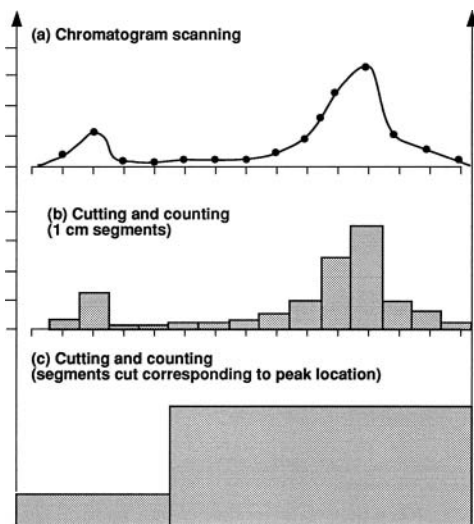 (a) Chromatogram scanning
(b) Cutting and counting
(1 cm segments)
(c) Cutting and counting
(segments cut corresponding to peak location)